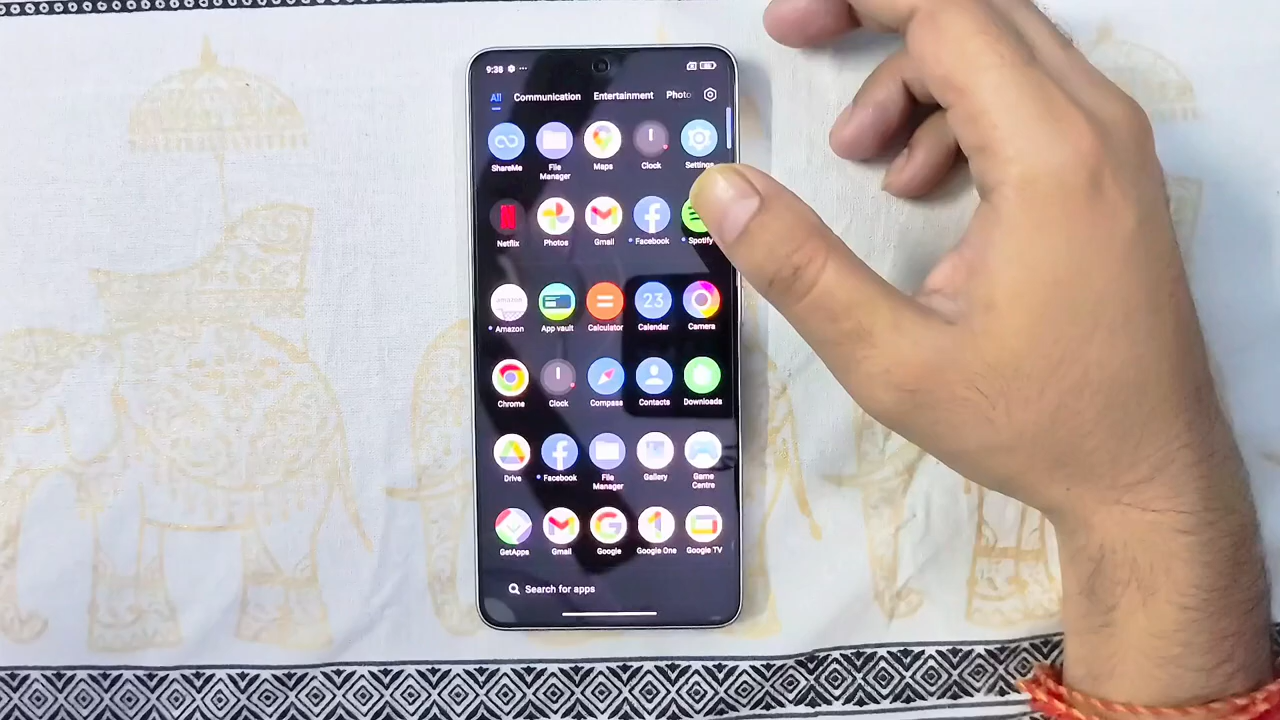 9:38
All Communication Entertainment Photo
ShareMe File Manager Maps Clock Settings
Netflix Photos Gmail Facebook Spotify
amazon
Amazon App vault Calculator 23 Calendar Camera
Chrome Clock Compass Contacts Downloads
Drive Facebook File Manager Gallery Game Centre
GetApps Gmail Google Google One Google TV
Search for apps